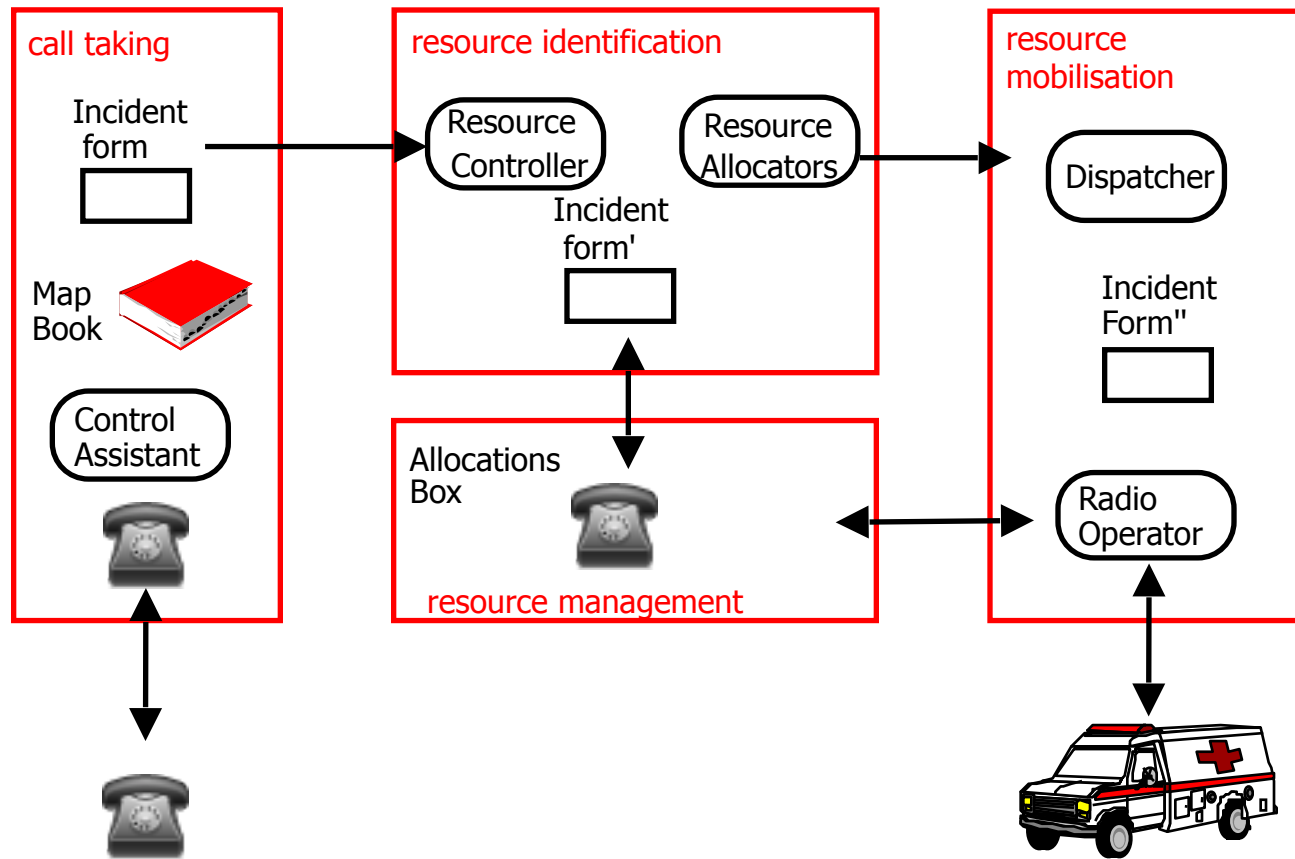 call taking
Incident
form
Map
Book
Control
Assistant
resource identification
Resource
Controller
Resource
Allocators
Incident
form'
Allocations
Box
resource management
resource
mobilisation
Dispatcher
Incident
Form"
Radio
Operator